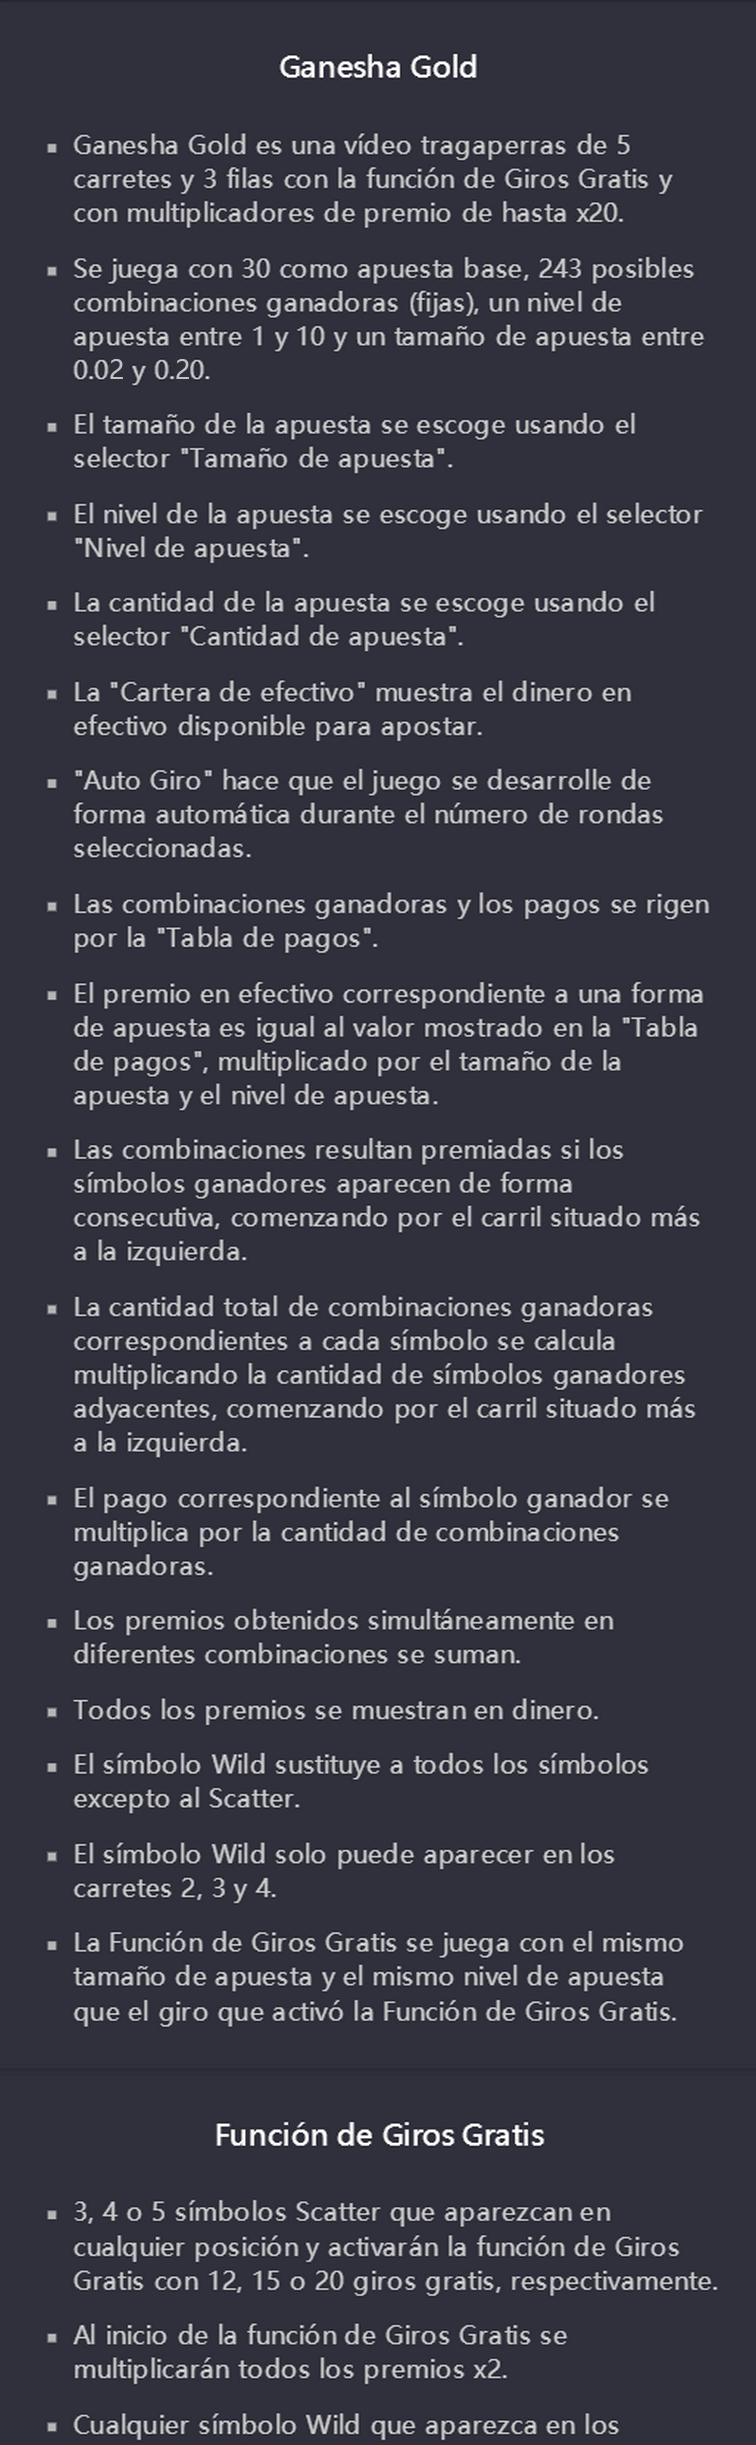 Ganesha Gold
▪ Ganesha Gold es una vídeo tragaperras de 5
carretes y 3 filas con la función de Giros Gratis y
con multiplicadores de premio de hasta x20.
▪ Se juega con 30 como apuesta base, 243 posibles
combinaciones ganadoras (fijas), un nivel de
apuesta entre 1 y 10 y un tamaño de apuesta entre
0.02 y 0.20.
▪ El tamaño de la apuesta se escoge usando el
selector "Tamaño de apuesta".
▪ El nivel de la apuesta se escoge usando el selector
"Nivel de apuesta".
▪ La cantidad de la apuesta se escoge usando el
selector "Cantidad de apuesta".
▪ La "Cartera de efectivo" muestra el dinero en
efectivo disponible para apostar.
▪ "Auto Giro" hace que el juego se desarrolle de
forma automática durante el número de rondas
seleccionadas.
▪ Las combinaciones ganadoras y los pagos se rigen
por la "Tabla de pagos".
▪ El premio en efectivo correspondiente a una forma
de apuesta es igual al valor mostrado en la "Tabla
de pagos", multiplicado por el tamaño de la
apuesta y el nivel de apuesta.
▪ Las combinaciones resultan premiadas si los
símbolos ganadores aparecen de forma
consecutiva, comenzando por el carril situado más
a la izquierda.
▪ La cantidad total de combinaciones ganadoras
correspondientes a cada símbolo se calcula
multiplicando la cantidad de símbolos ganadores
adyacentes, comenzando por el carril situado más
a la izquierda.
▪ El pago correspondiente al símbolo ganador se
multiplica por la cantidad de combinaciones
ganadoras.
▪ Los premios obtenidos simultáneamente en
diferentes combinaciones se suman.
▪ Todos los premios se muestran en dinero.
▪ El símbolo Wild sustituye a todos los símbolos
excepto al Scatter.
▪ El símbolo Wild solo puede aparecer en los
carretes 2, 3 y 4.
▪ La Función de Giros Gratis se juega con el mismo
tamaño de apuesta y el mismo nivel de apuesta
que el giro que activó la Función de Giros Gratis.
Función de Giros Gratis
▪ 3, 4 o 5 símbolos Scatter que aparezcan en
cualquier posición y activarán la función de Giros
Gratis con 12, 15 o 20 giros gratis, respectivamente.
▪ Al inicio de la función de Giros Gratis se
multiplicarán todos los premios x2.
▪ Cualquier símbolo Wild que aparezca en los